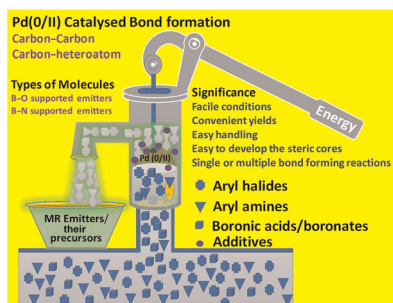 Pd(0/II) Catalysed Bond formation
Carbon–Carbon
Carbon–heteroatom
Types of Molecules
B–O supported emitters
B–N supported emitters
Significance
Facile conditions
Convenient yields
Easy handling
Easy to develop the steric cores
Single or multiple bond forming reactions
Energy
Pd (0/II)
MR Emitters/
their
precursors
Aryl halides
Aryl amines
Boronic acids/boronates
Additives